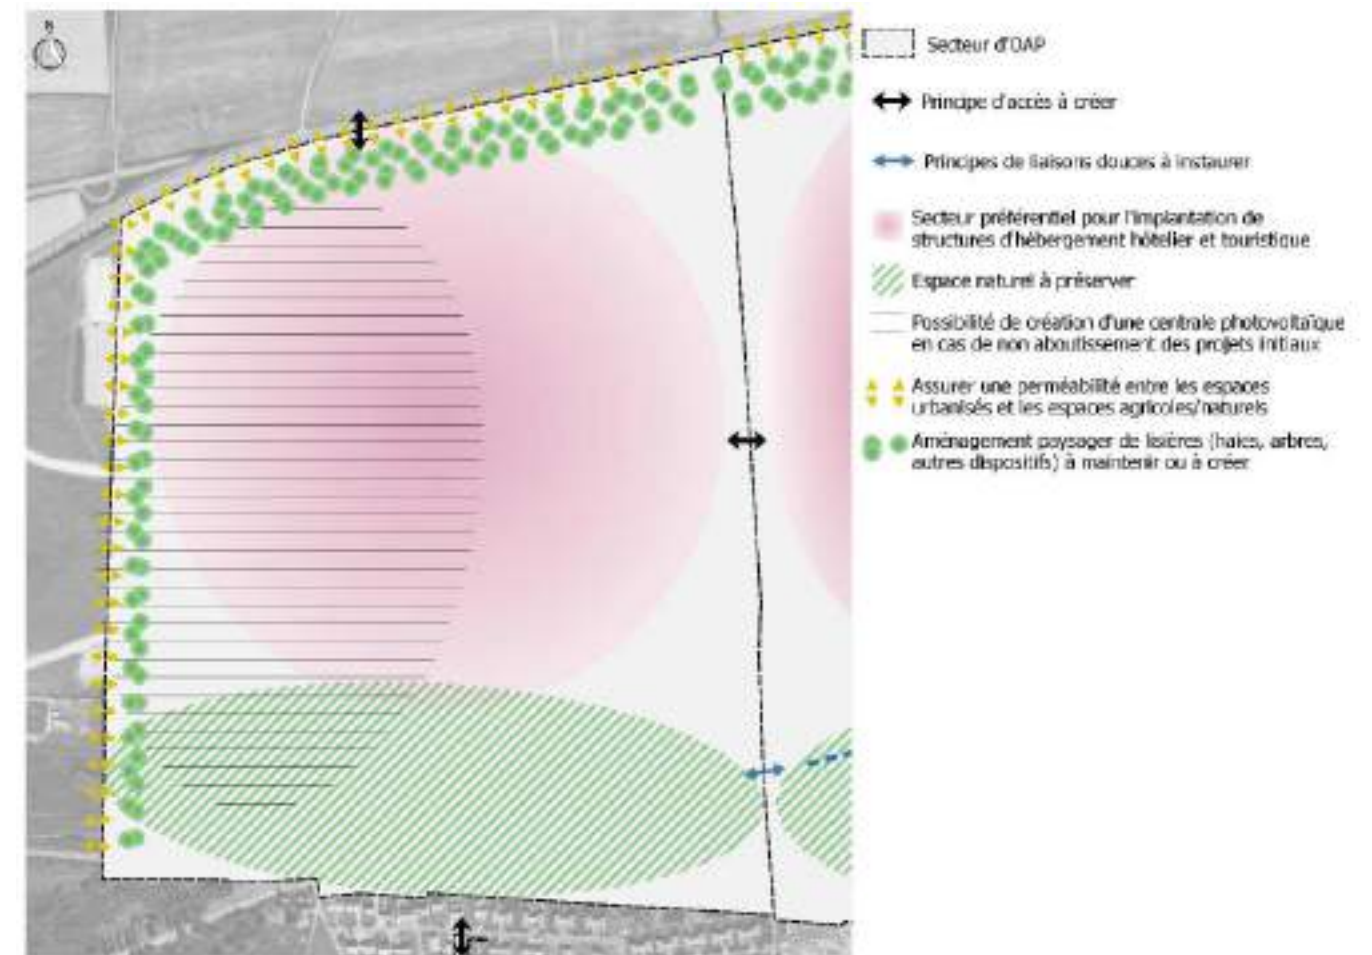 N
Secteur d'OAP
Principe d'accès à créer
Principes de liaisons douces à instaurer
Secteur préférentiel pour l'implantation de
structures d'hébergement hôtelier et touristique
Espace naturel à préserver
Possibilité de création d'une centrale photovoltaïque
en cas de non aboutissement des projets initiaux
Assurer une perméabilité entre les espaces
urbanisés et les espaces agricoles/naturels
Aménagement paysager de lisières (haies, arbres,
autres dispositifs) à maintenir ou à créer